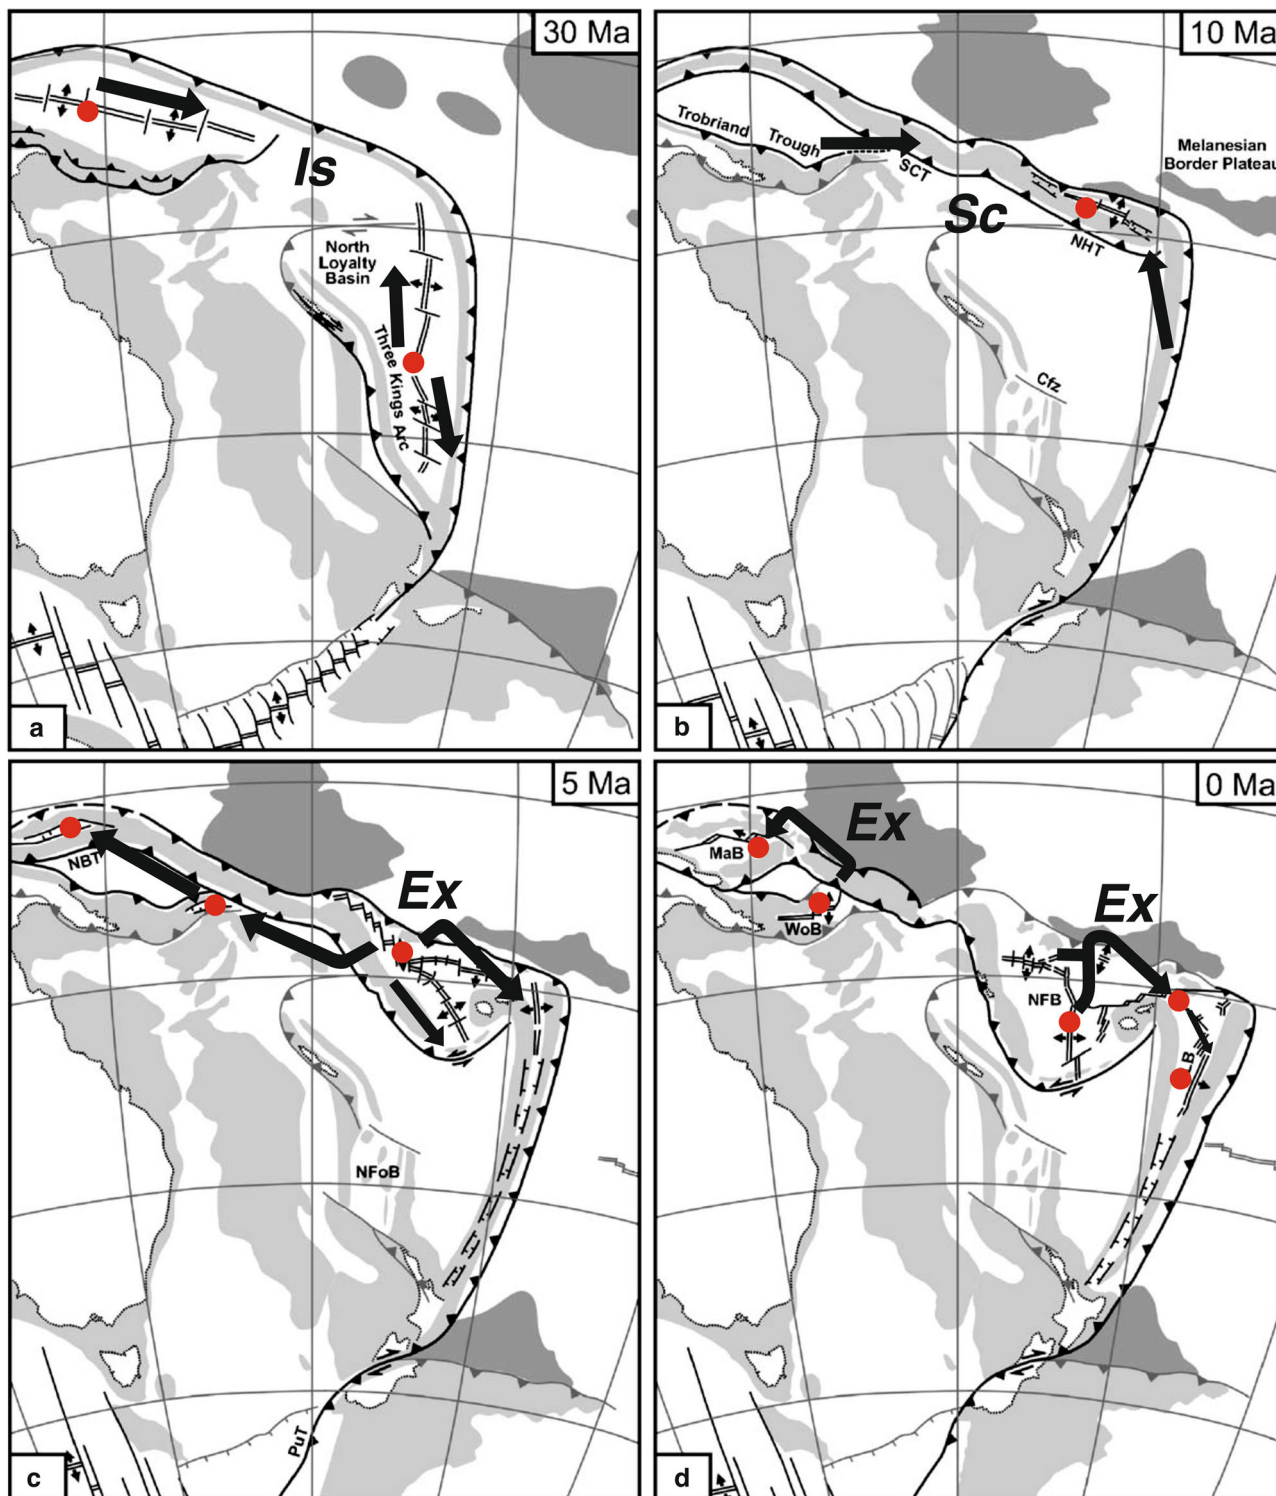 30 Ma
Is
North
Loyalty
Basin
Three Kings Arc
a
10 Ma
Trobriand
Trough
SCT
Melanesian
Border Plateau
Sc
NHT
Cfz
b
5 Ma
NBT
Ex
NFoB
PuT
c
0 Ma
Ex
MaB
WoB
Ex
NFB
B
d